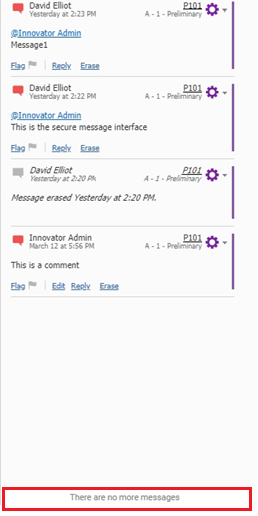 David Elliot P101
Yesterday at 2:23 PM A - 1 - Preliminary
@Innovator Admin
Message1
Flag Reply Erase
David Elliot P101
Yesterday at 2:22 PM A - 1 - Preliminary
@Innovator Admin
This is the secure message interface
Flag Reply Erase
David Elliot P101
Yesterday at 2:20 PM A - 1 - Preliminary
Message erased Yesterday at 2:20 PM.
Innovator Admin P101
March 12 at 5:56 PM A - 1 - Preliminary
This is a comment
Flag Edit Reply Erase
There are no more messages